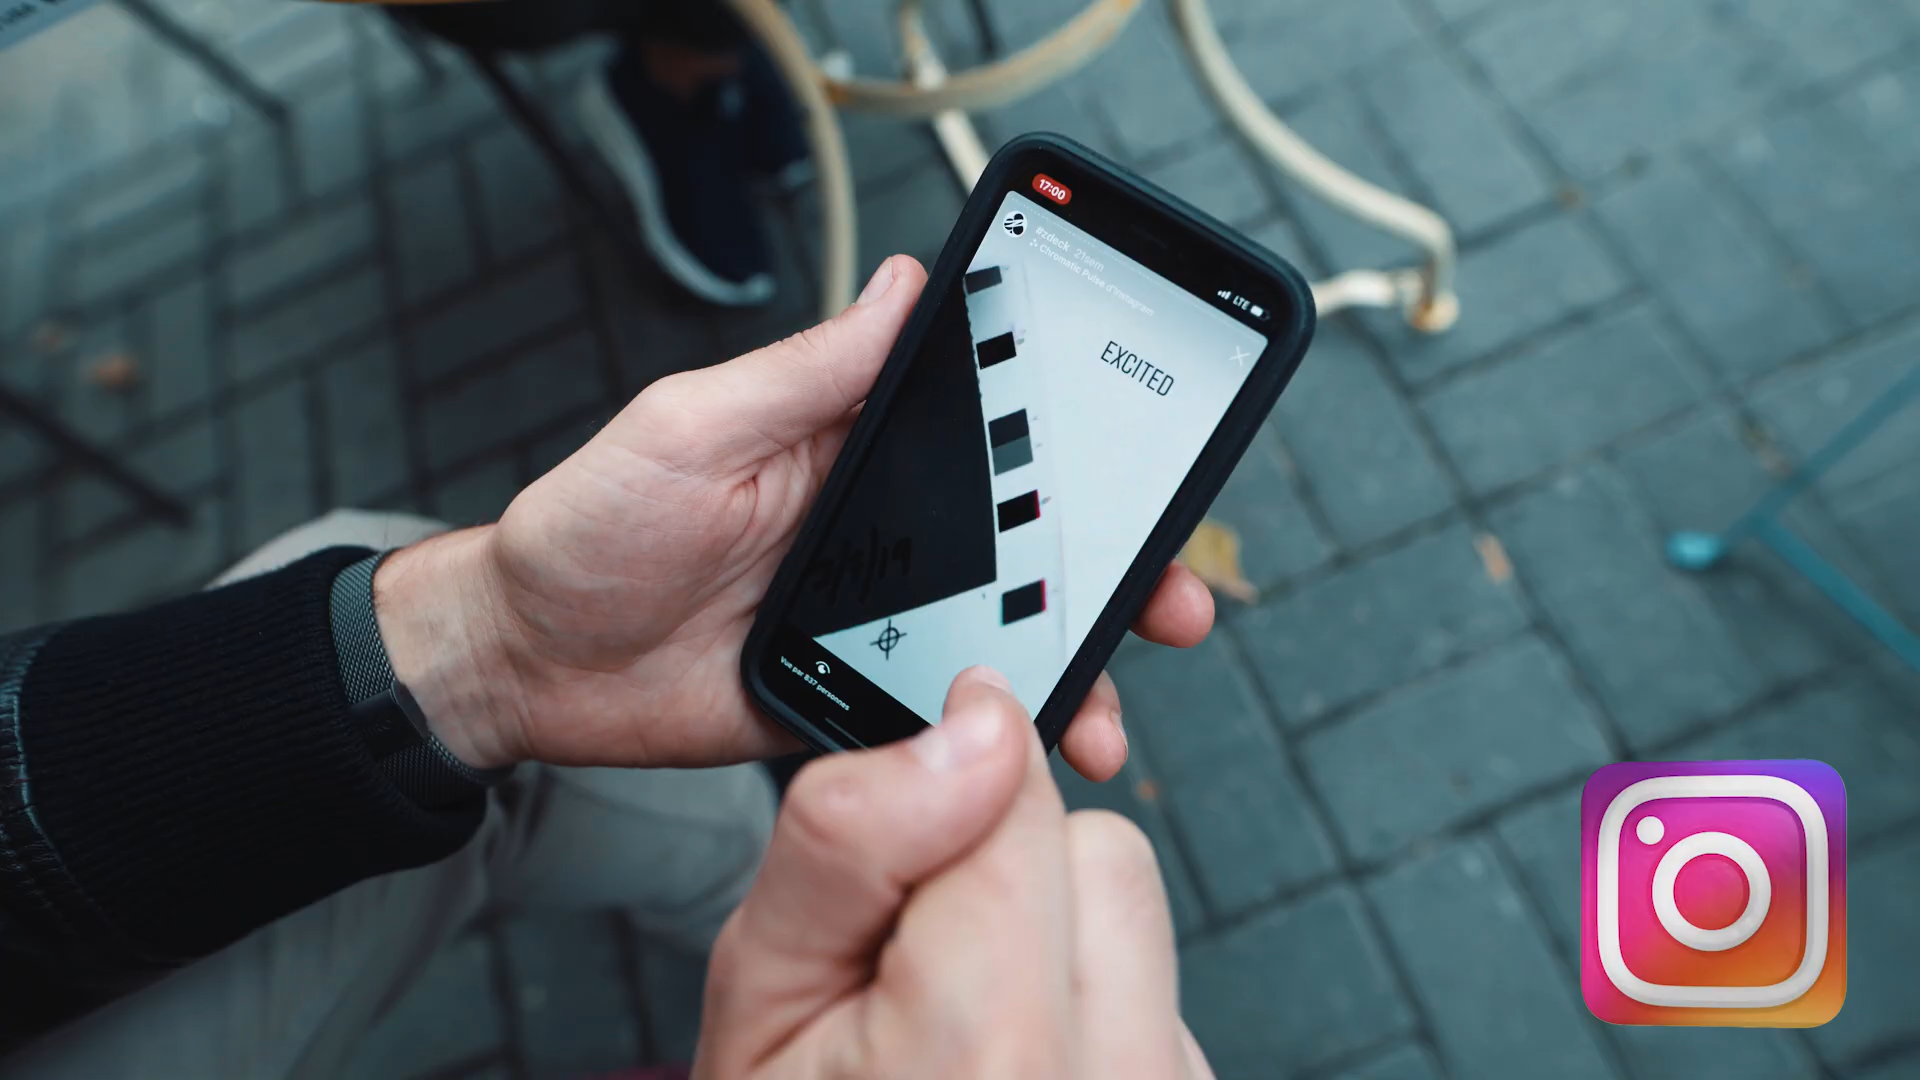 17:00
LTE
#zdeck 21sem
Chromatic Pulse d'Instagram
EXCITED
Vue par 837 personnes